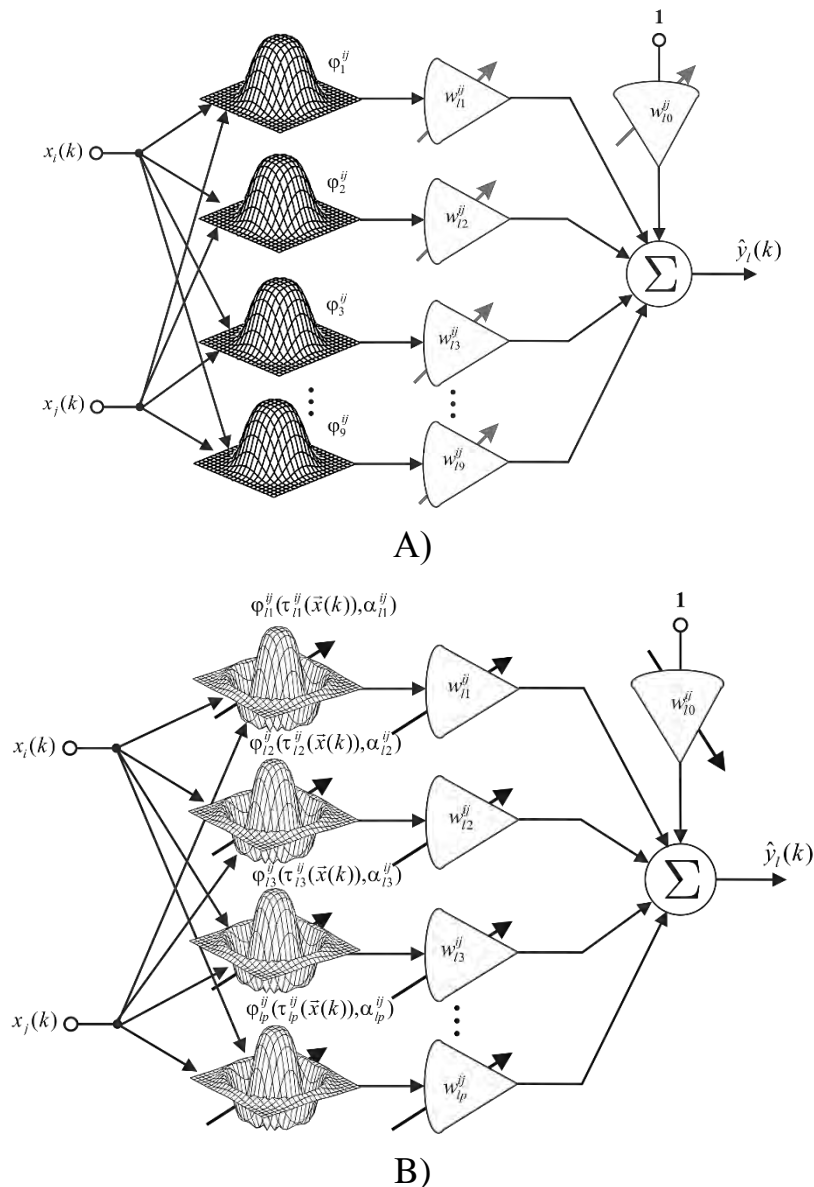 φ₁^{ij}
1
w_{l1}^{ij}
w_{l0}^{ij}
x_i(k)
φ₂^{ij}
w_{l2}^{ij}
ŷ_l(k)
Σ
φ₃^{ij}
w_{l3}^{ij}
x_j(k)
φ₉^{ij}
w_{l9}^{ij}
A)
φ_{l1}^{ij}(τ_{l1}^{ij}(x⃗(k)),α_{l1}^{ij})
1
w_{l1}^{ij}
w_{l0}^{ij}
x_i(k)
φ_{l2}^{ij}(τ_{l2}^{ij}(x⃗(k)),α_{l2}^{ij})
w_{l2}^{ij}
ŷ_l(k)
Σ
φ_{l3}^{ij}(τ_{l3}^{ij}(x⃗(k)),α_{l3}^{ij})
w_{l3}^{ij}
φ_{lp}^{ij}(τ_{lp}^{ij}(x⃗(k)),α_{lp}^{ij})
x_j(k)
w_{lp}^{ij}
B)